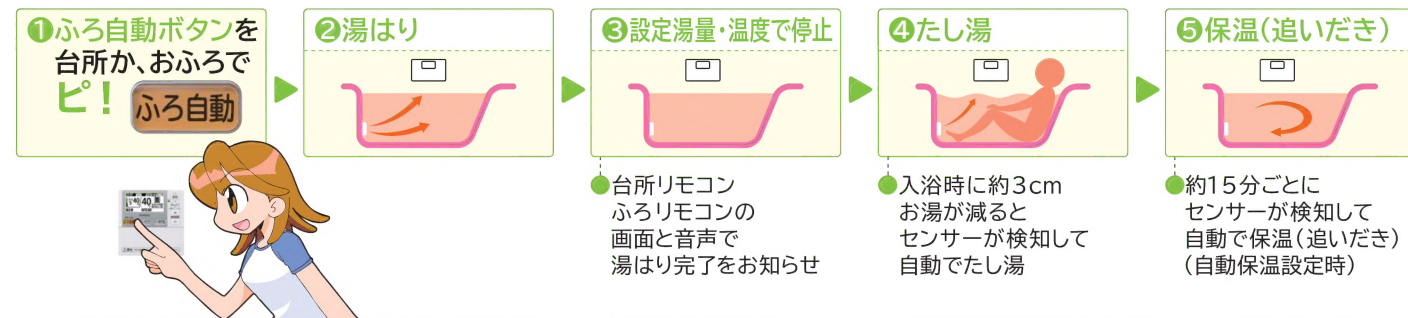 ❶ふろ自動ボタンを
台所か、おふろで
ピ！
ふろ自動
❷湯はり
❸設定湯量・温度で停止
台所リモコン
ふろリモコンの
画面と音声で
湯はり完了をお知らせ
❹たし湯
入浴時に約3cm
お湯が減ると
センサーが検知して
自動でたし湯
❺保温（追いだき）
約15分ごとに
センサーが検知して
自動で保温（追いだき）
（自動保温設定時）
40 40